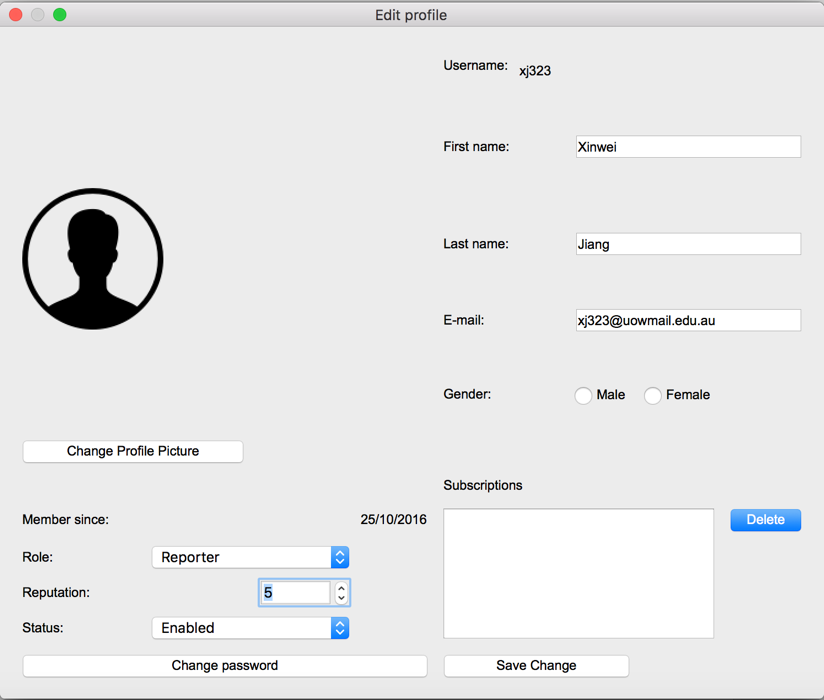 Edit profile
Username: xj323
First name: Xinwei
Last name: Jiang
E-mail: xj323@uowmail.edu.au
Gender: Male Female
Change Profile Picture
Subscriptions
Member since: 25/10/2016
Delete
Role: Reporter
Reputation: 5
Status: Enabled
Change password
Save Change